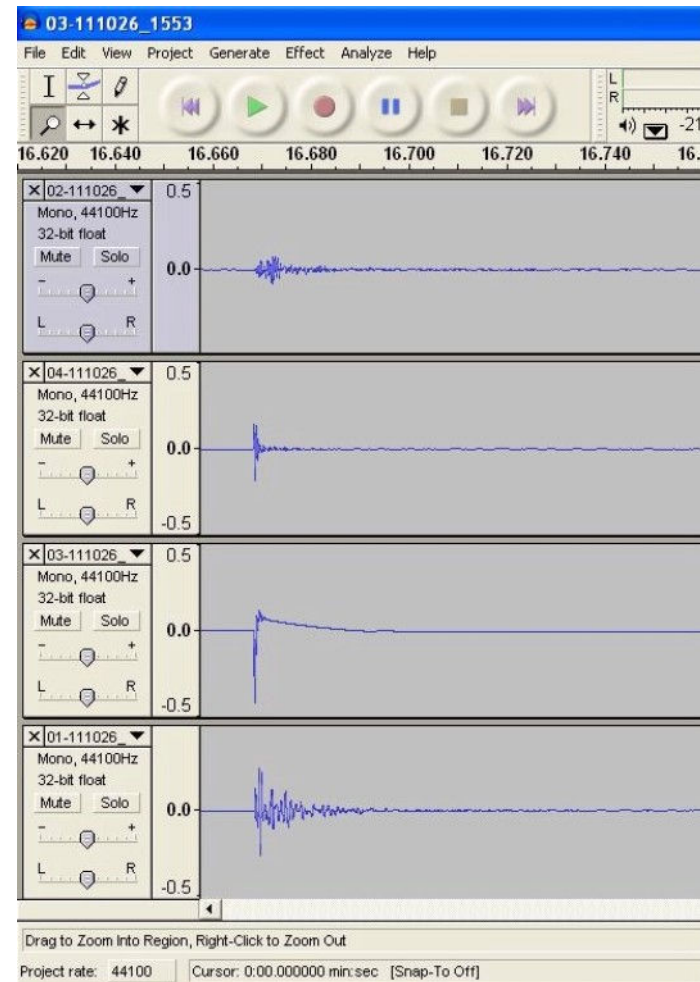 03-111026_1553
File Edit View Project Generate Effect Analyze Help
L
R
-21
16.620 16.640 16.660 16.680 16.700 16.720 16.740 16.
02-111026_
0.5
Mono, 44100Hz
32-bit float
Mute Solo
0.0
- +
L R
04-111026_
0.5
Mono, 44100Hz
32-bit float
Mute Solo
0.0
- +
L R
-0.5
03-111026_
0.5
Mono, 44100Hz
32-bit float
Mute Solo
0.0
- +
L R
-0.5
01-111026_
Mono, 44100Hz
32-bit float
Mute Solo
0.0
- +
L R
-0.5
Drag to Zoom Into Region, Right-Click to Zoom Out
Project rate: 44100 Cursor: 0:00.000000 min:sec [Snap-To Off]